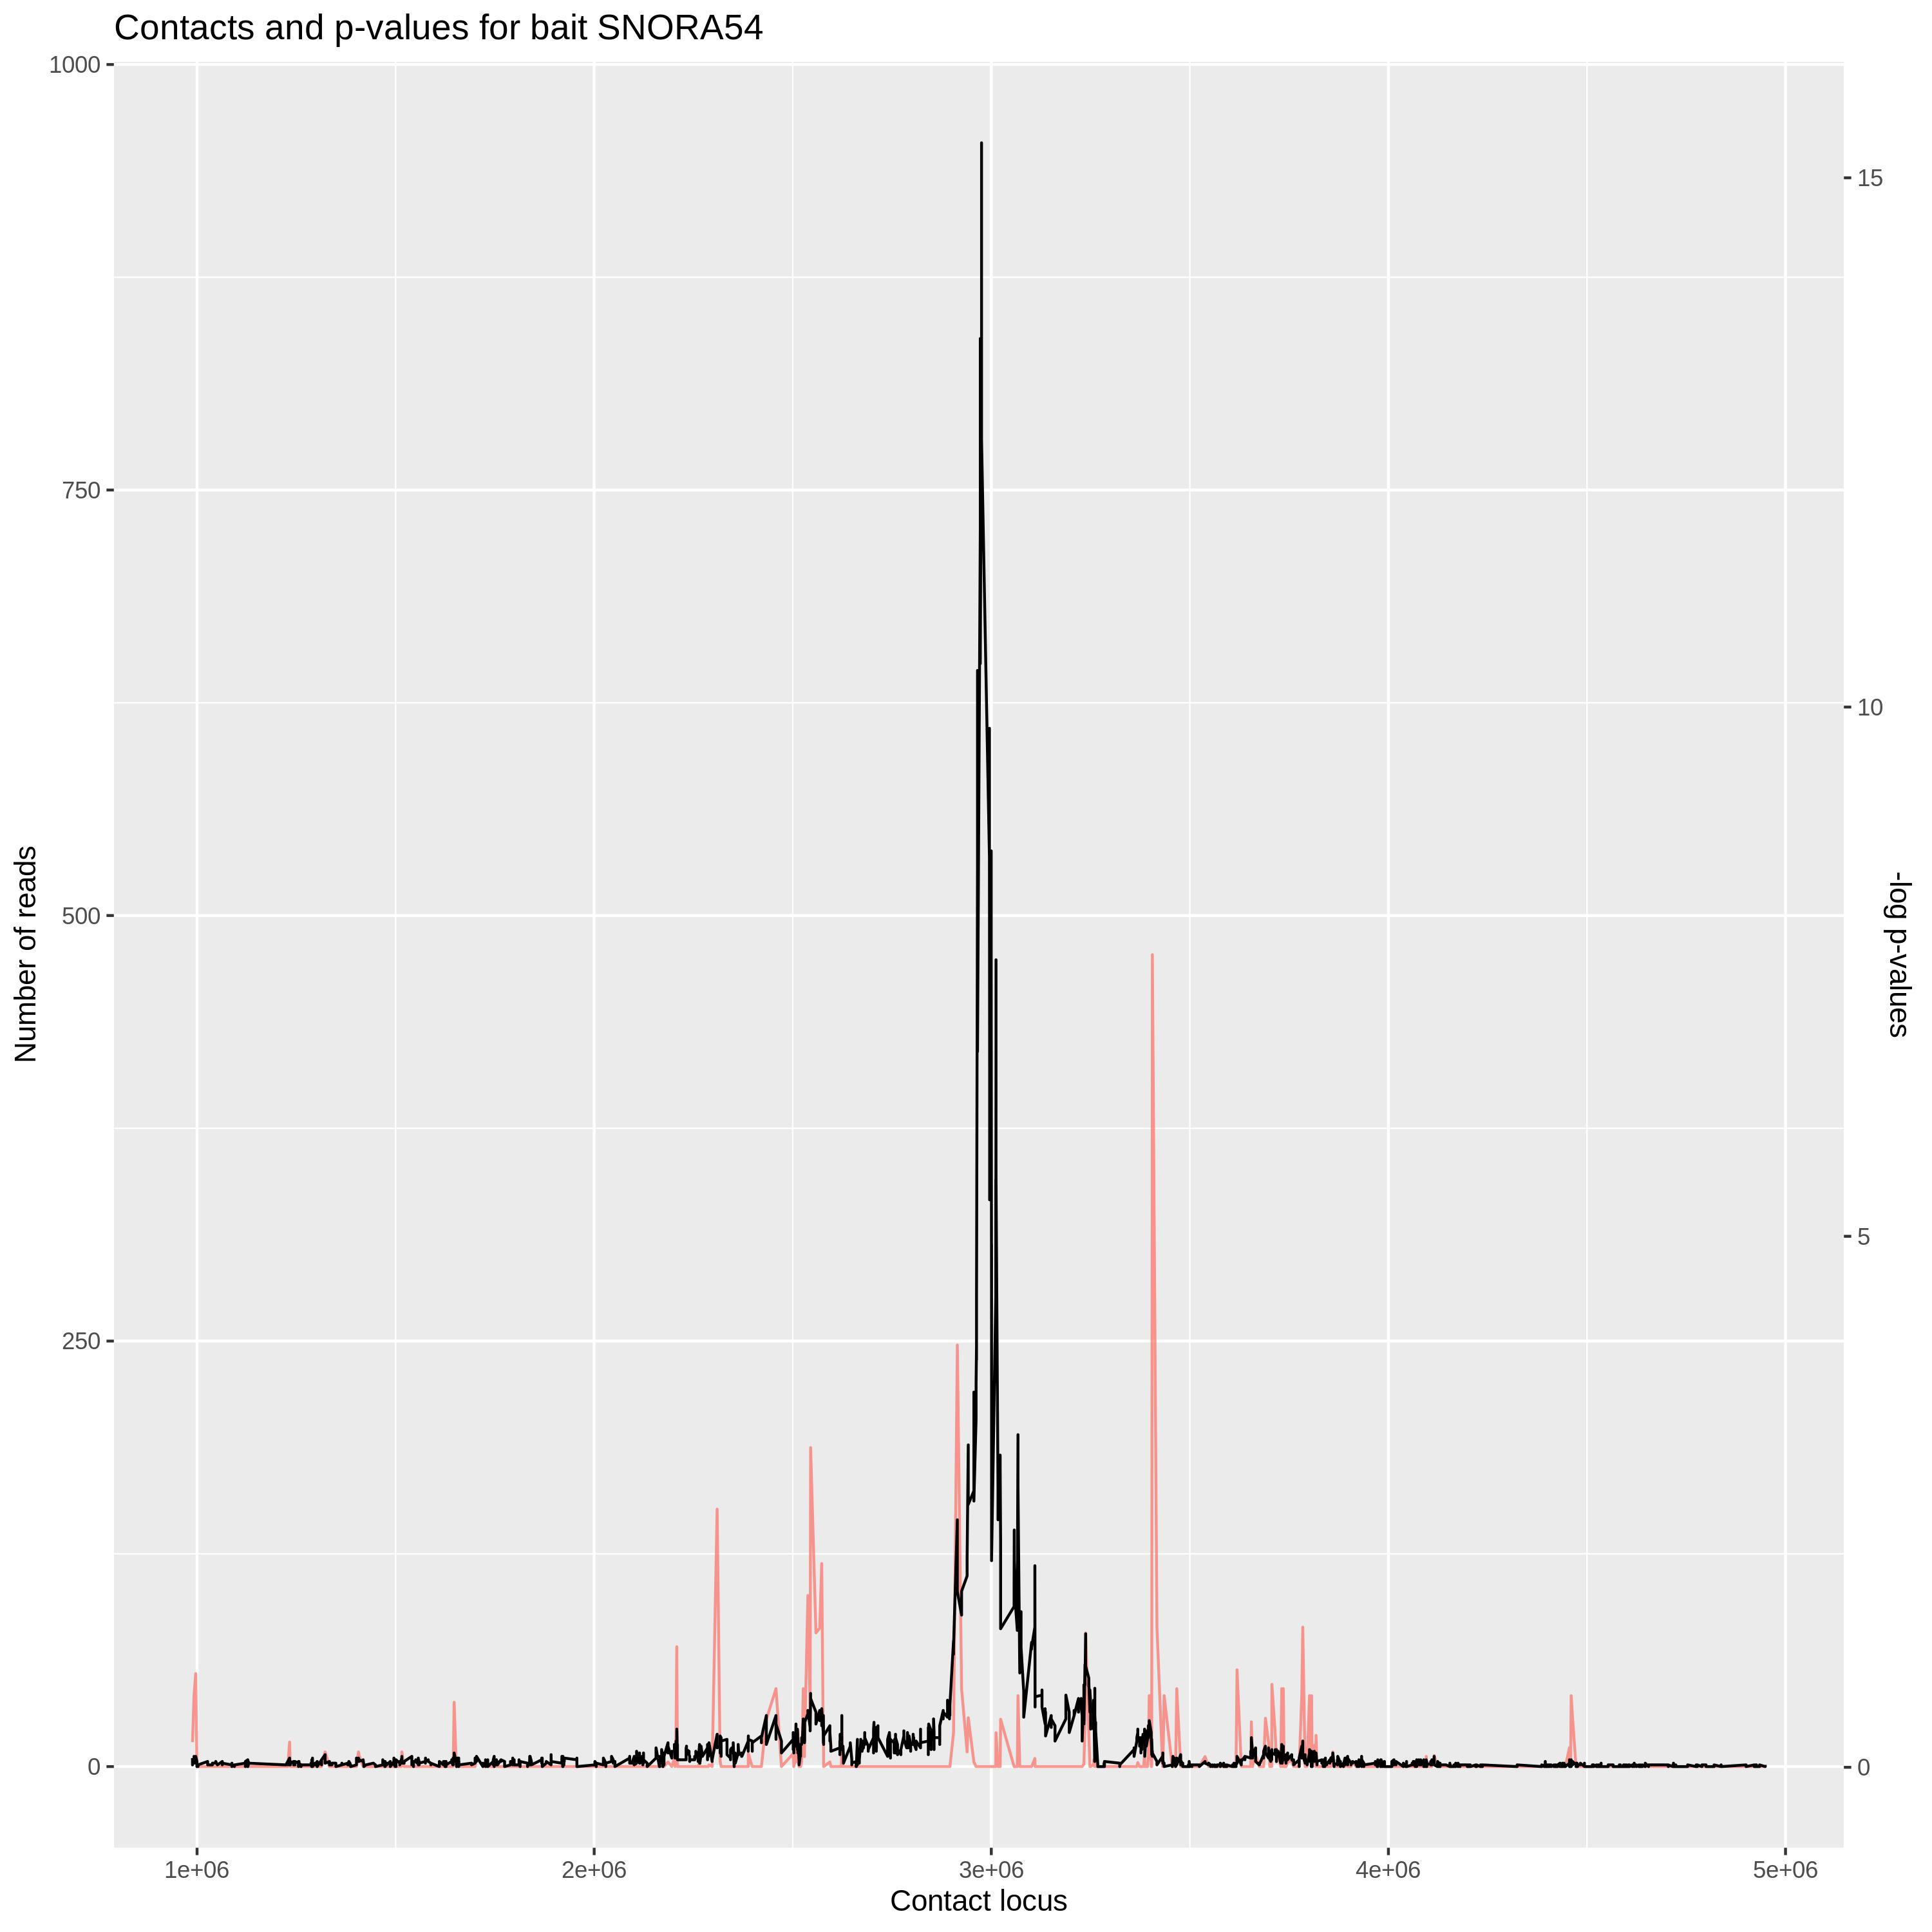 Contacts and p-values for bait SNORA54
1000
750
500
250
0
Number of reads
15
10
5
0
-log p-values
1e+06
2e+06
3e+06
4e+06
5e+06
Contact locus